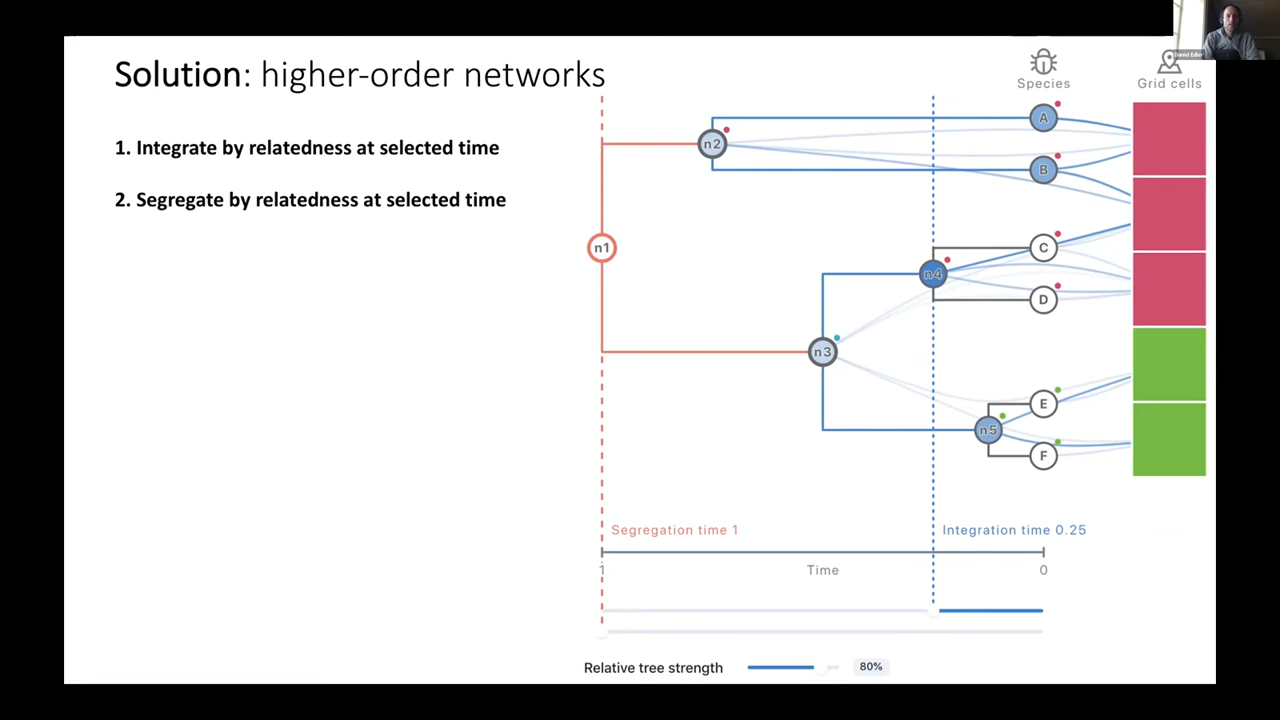 Solution: higher-order networks
1. Integrate by relatedness at selected time
2. Segregate by relatedness at selected time
Daniel Edler
Species
Grid cells
A
n2
B
n1
C
n4
D
n3
E
n5
F
Segregation time 1
Integration time 0.25
1
Time
0
Relative tree strength
80%